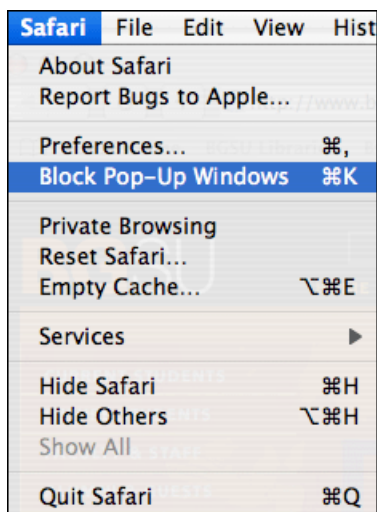 Safari File Edit View Hist
About Safari
Report Bugs to Apple...
Preferences... ⌘,
Block Pop-Up Windows ⌘K
Private Browsing
Reset Safari...
Empty Cache... ⌥⌘E
Services ▶
Hide Safari ⌘H
Hide Others ⌥⌘H
Show All
Quit Safari ⌘Q